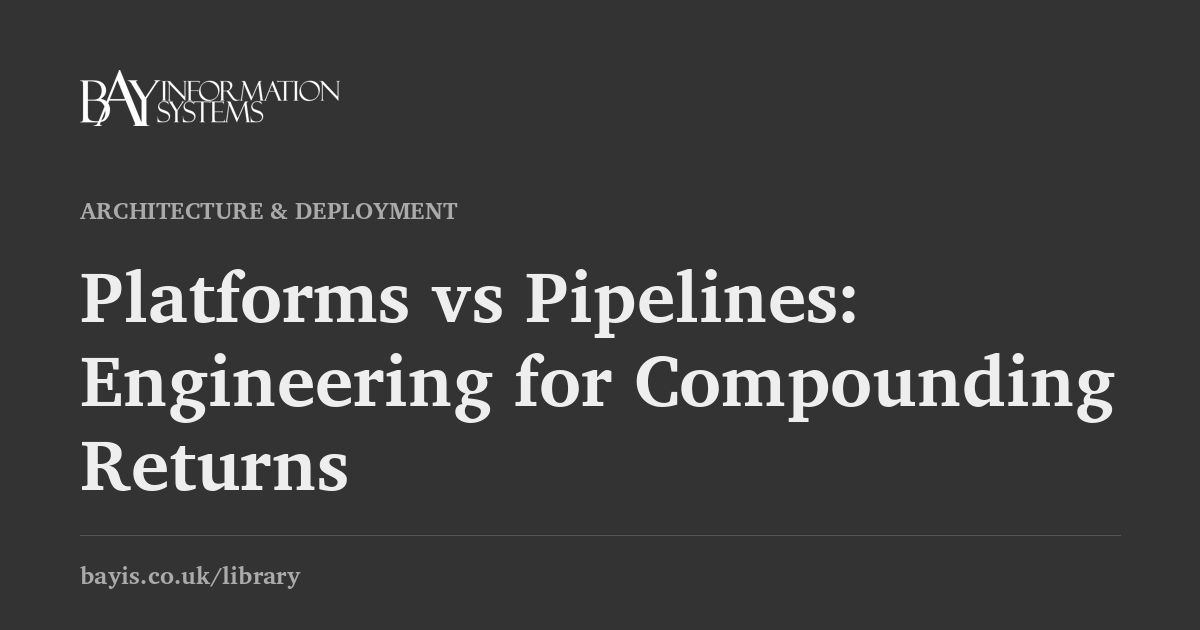 BAY INFORMATION
SYSTEMS
ARCHITECTURE & DEPLOYMENT
Platforms vs Pipelines:
Engineering for Compounding
Returns
bayis.co.uk/library